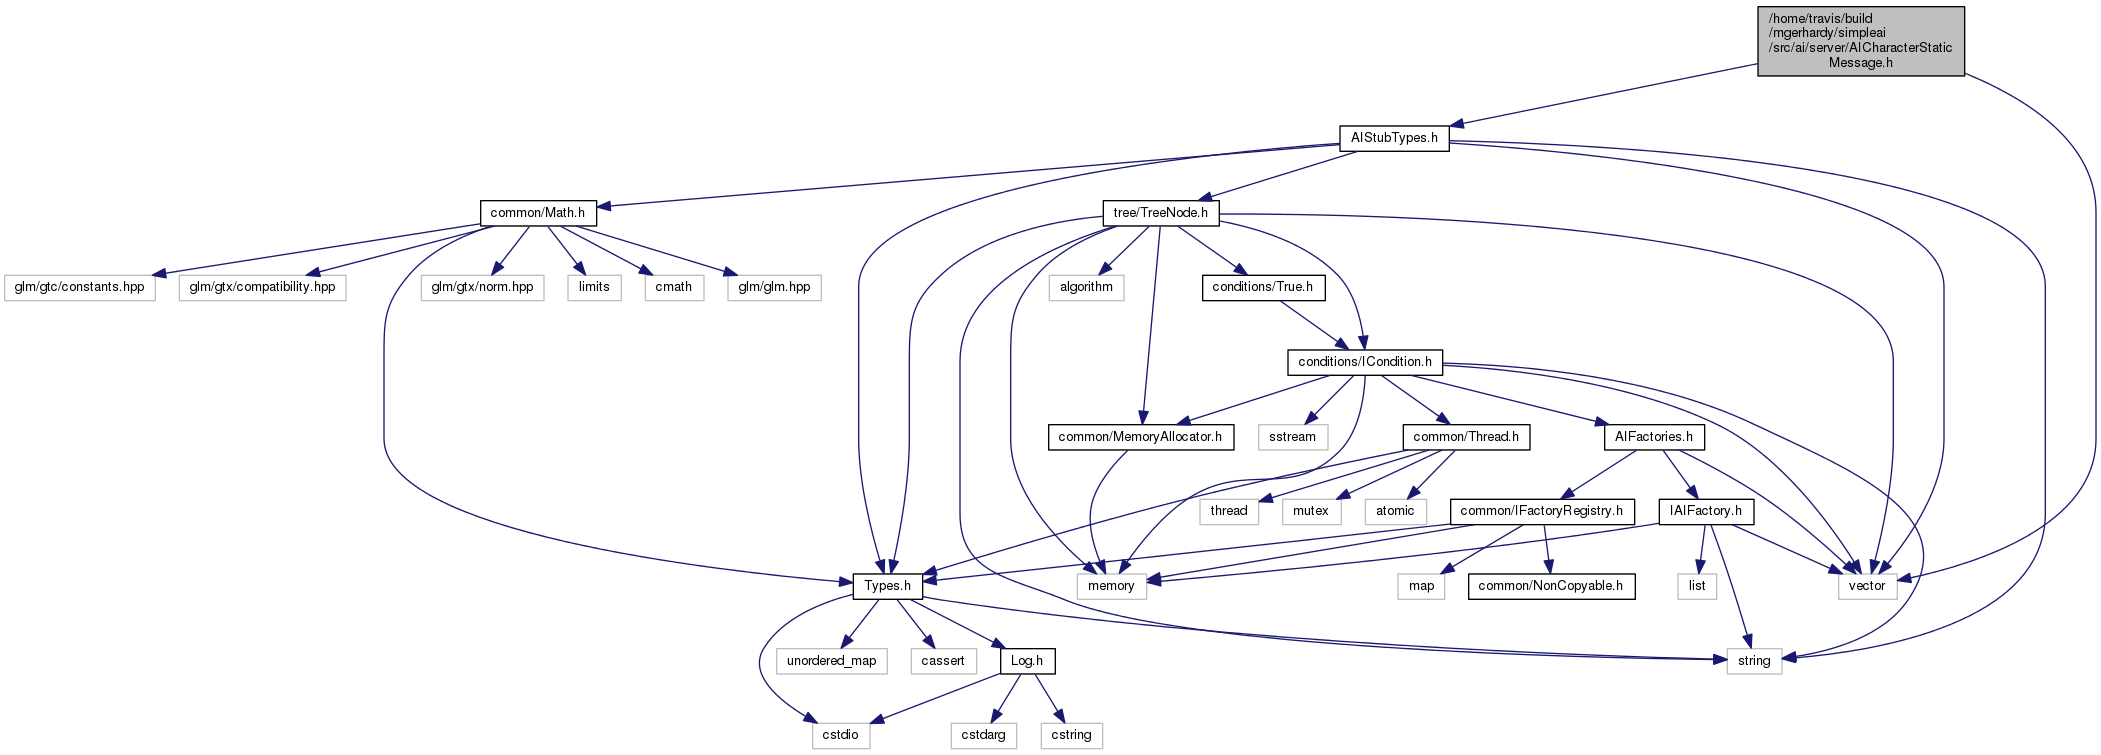 /home/travis/build
/mgerhardy/simpleai
/src/ai/server/AICharacterStatic
Message.h
AIStubTypes.h
common/Math.h
tree/TreeNode.h
glm/gtc/constants.hpp
glm/gtx/compatibility.hpp
glm/gtx/norm.hpp
limits
cmath
glm/glm.hpp
algorithm
conditions/True.h
conditions/ICondition.h
common/MemoryAllocator.h
sstream
common/Thread.h
AIFactories.h
thread
mutex
atomic
common/IFactoryRegistry.h
IAIFactory.h
Types.h
memory
map
common/NonCopyable.h
list
vector
unordered_map
cassert
Log.h
string
cstdio
cstdarg
cstring